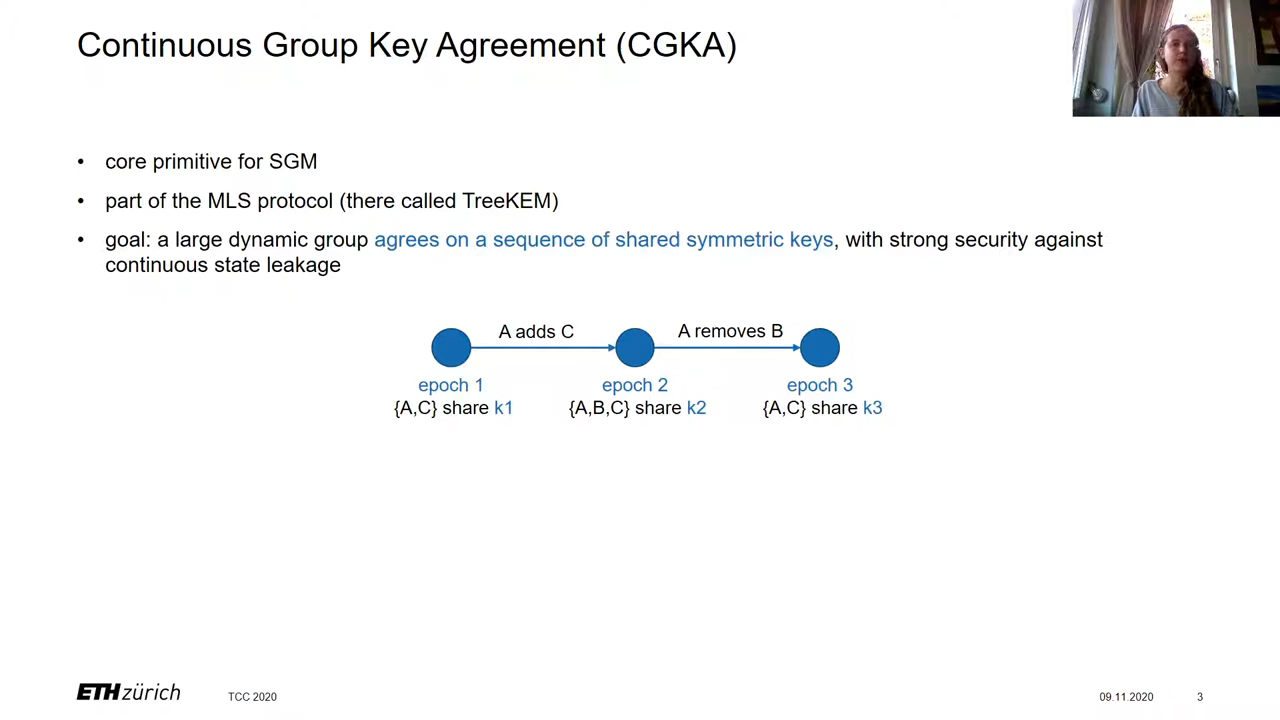 Continuous Group Key Agreement (CGKA)
• core primitive for SGM
• part of the MLS protocol (there called TreeKEM)
• goal: a large dynamic group agrees on a sequence of shared symmetric keys, with strong security against
continuous state leakage
A adds C
A removes B
epoch 1
epoch 2
epoch 3
{A,C} share k1
{A,B,C} share k2
{A,C} share k3
ETH zürich
TCC 2020
09.11.2020
3